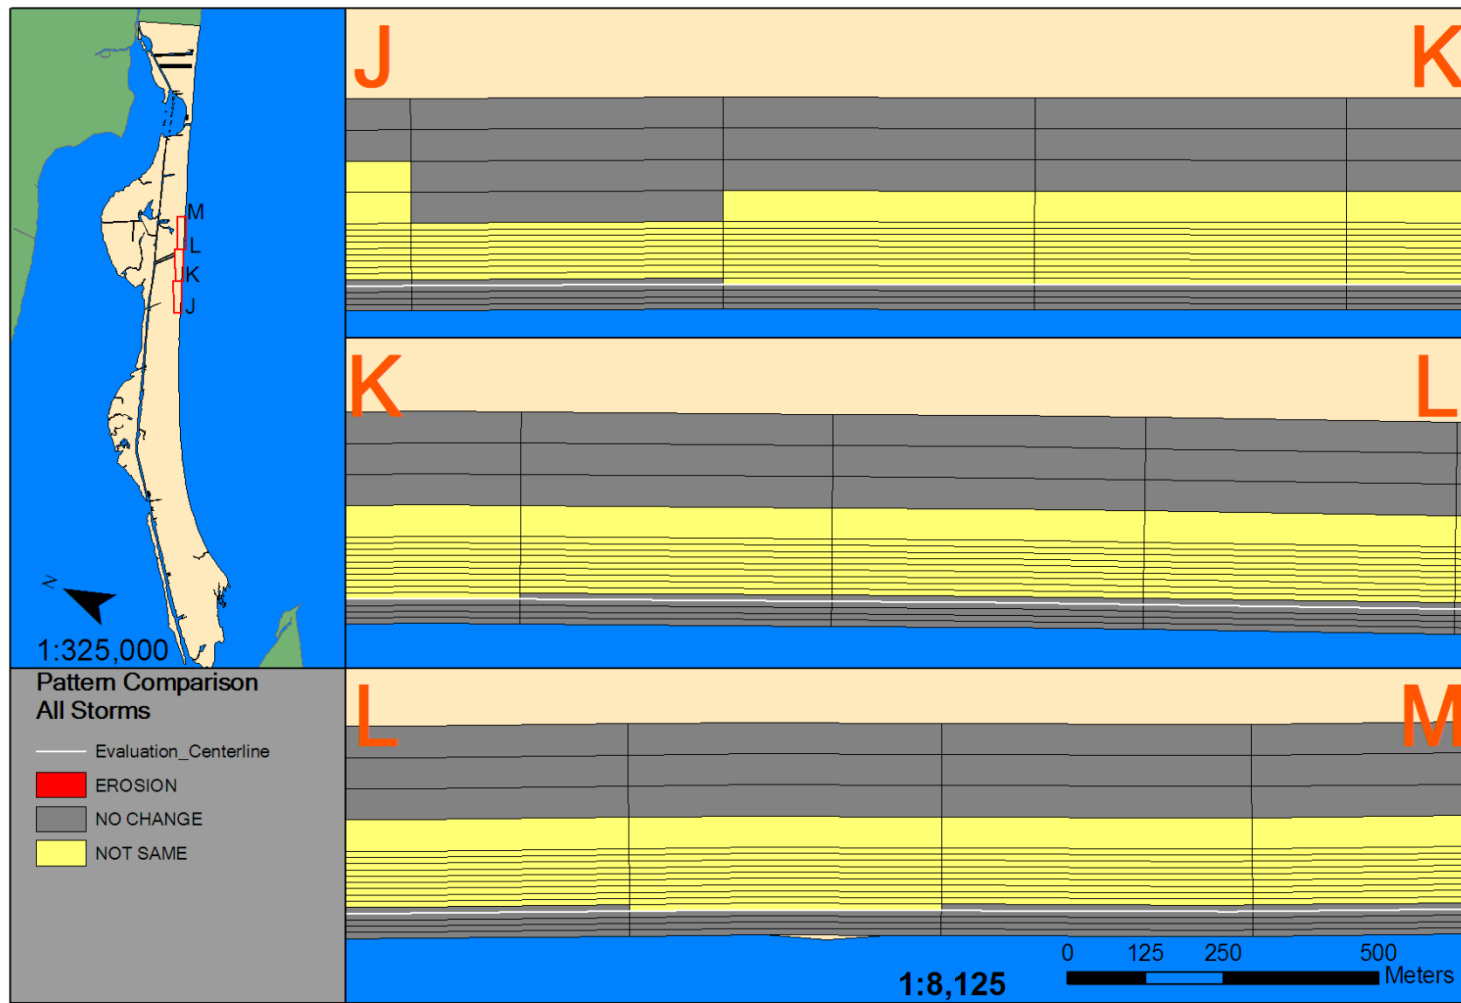 J
K
M
L
K
J
K
L
N
1:325,000
Pattern Comparison
All Storms
Evaluation_Centerline
EROSION
NO CHANGE
NOT SAME
L
M
0 125 250 500
Meters
1:8,125